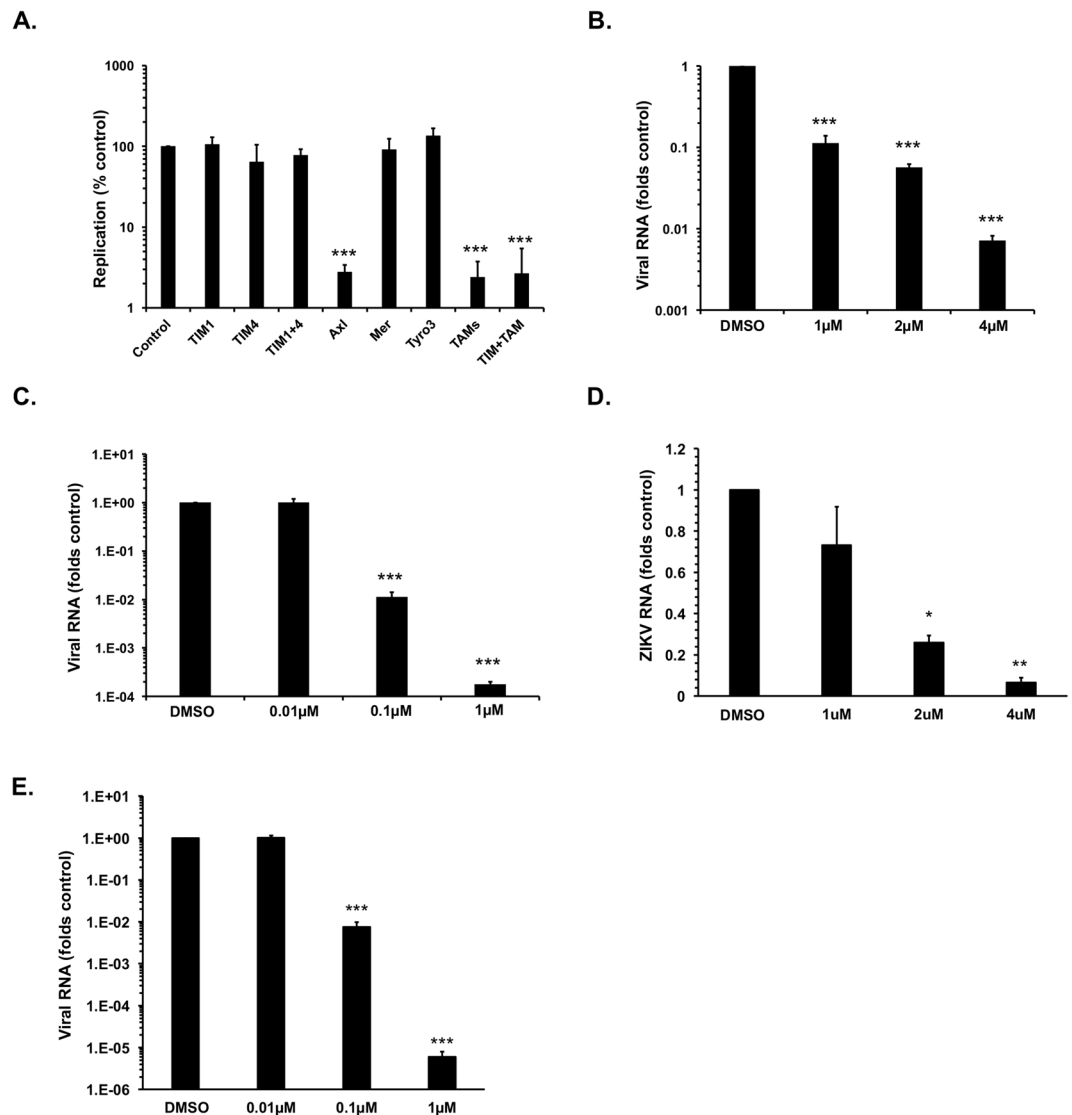 A.
Replication (% control)
1000
100
10
1
***
***
***
Control
TIM1
TIM4
TIM1+4
Axl
Mer
Tyro3
TAMs
TIM+TAM
B.
Viral RNA (folds control)
1
0.1
0.01
0.001
***
***
***
DMSO
1µM
2µM
4µM
C.
Viral RNA (folds control)
1.E+01
1.E+00
1.E-01
1.E-02
1.E-03
1.E-04
***
***
DMSO
0.01µM
0.1µM
1µM
D.
ZIKV RNA (folds control)
1.2
1
0.8
0.6
0.4
0.2
0
*
**
DMSO
1uM
2uM
4uM
E.
Viral RNA (folds control)
1.E+01
1.E+00
1.E-01
1.E-02
1.E-03
1.E-04
1.E-05
1.E-06
***
***
DMSO
0.01µM
0.1µM
1µM